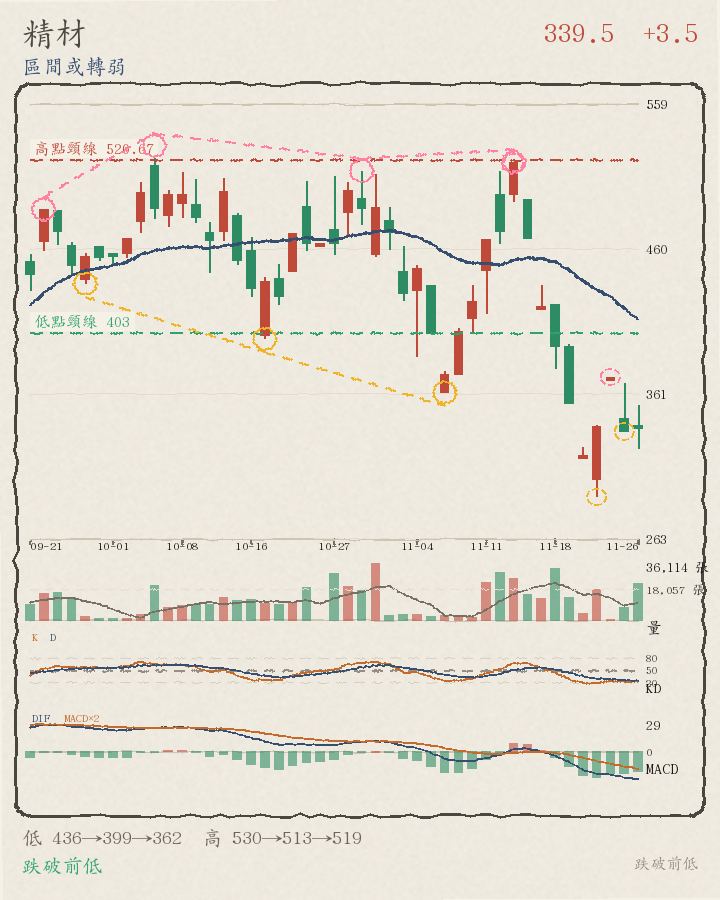 精材
339.5 +3.5
區間或轉弱
559
高點頸線 520.67
460
低點頸線 403
361
263
09-21 10-01 10-08 10-16 10-27 11-04 11-11 11-18 11-26
36,114 張
18,057 張
量
K D
80
50
20
KD
DIF MACD×2
29
0
MACD
低 436→399→362 高 530→513→519
跌破前低
跌破前低